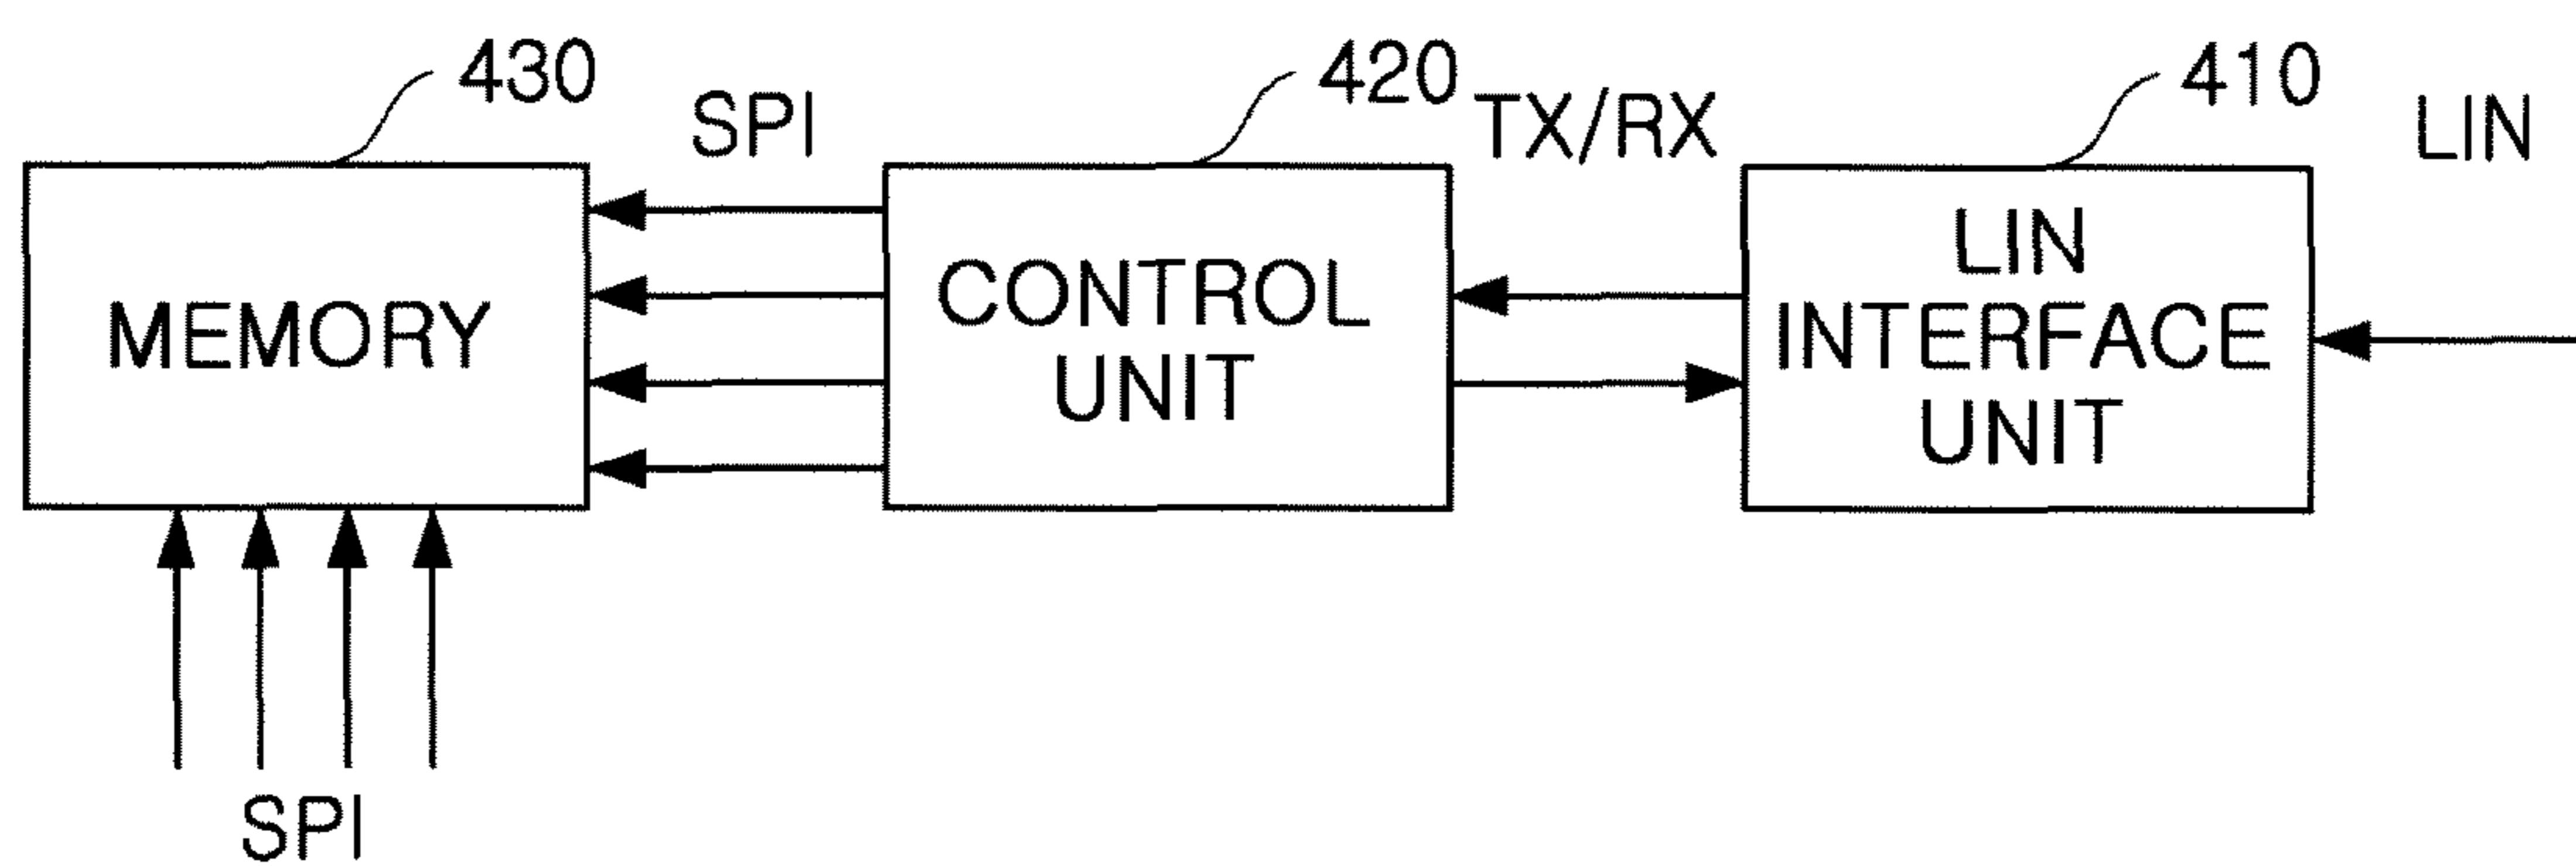 430
SPI
420
TX/RX
410
LIN
MEMORY
CONTROL
UNIT
LIN
INTERFACE
UNIT
SPI